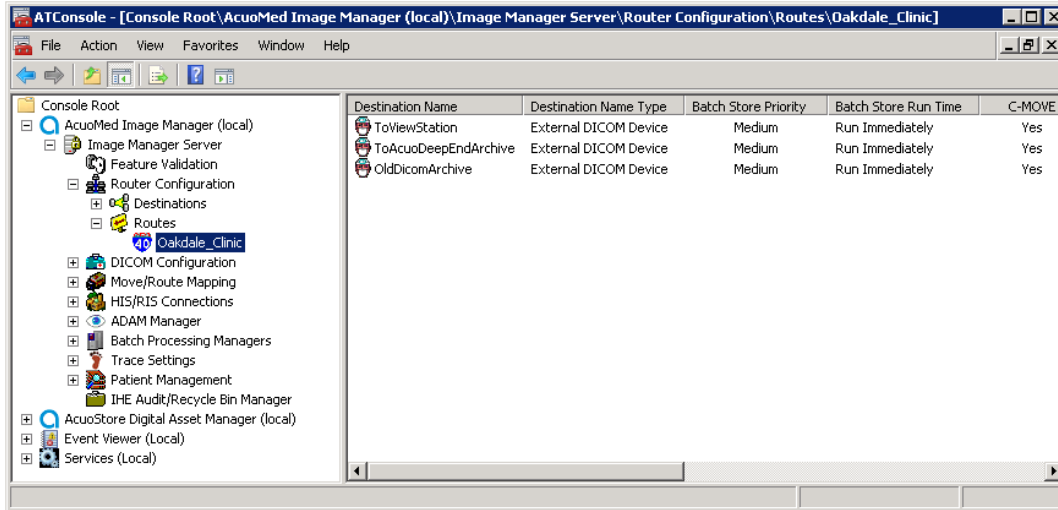 ATConsole - [Console Root\AcuoMed Image Manager (local)\Image Manager Server\Router Configuration\Routes\Oakdale_Clinic]
File Action View Favorites Window Help
Console Root
AcuoMed Image Manager (local)
Image Manager Server
Feature Validation
Router Configuration
Destinations
Routes
40 Oakdale_Clinic
DICOM Configuration
Move/Route Mapping
HIS/RIS Connections
ADAM Manager
Batch Processing Managers
Trace Settings
Patient Management
IHE Audit/Recycle Bin Manager
AcuoStore Digital Asset Manager (local)
Event Viewer (Local)
Services (Local)
Destination Name Destination Name Type Batch Store Priority Batch Store Run Time C-MOVE
ToViewStation External DICOM Device Medium Run Immediately Yes
ToAcuoDeepEndArchive External DICOM Device Medium Run Immediately Yes
OldDicomArchive External DICOM Device Medium Run Immediately Yes